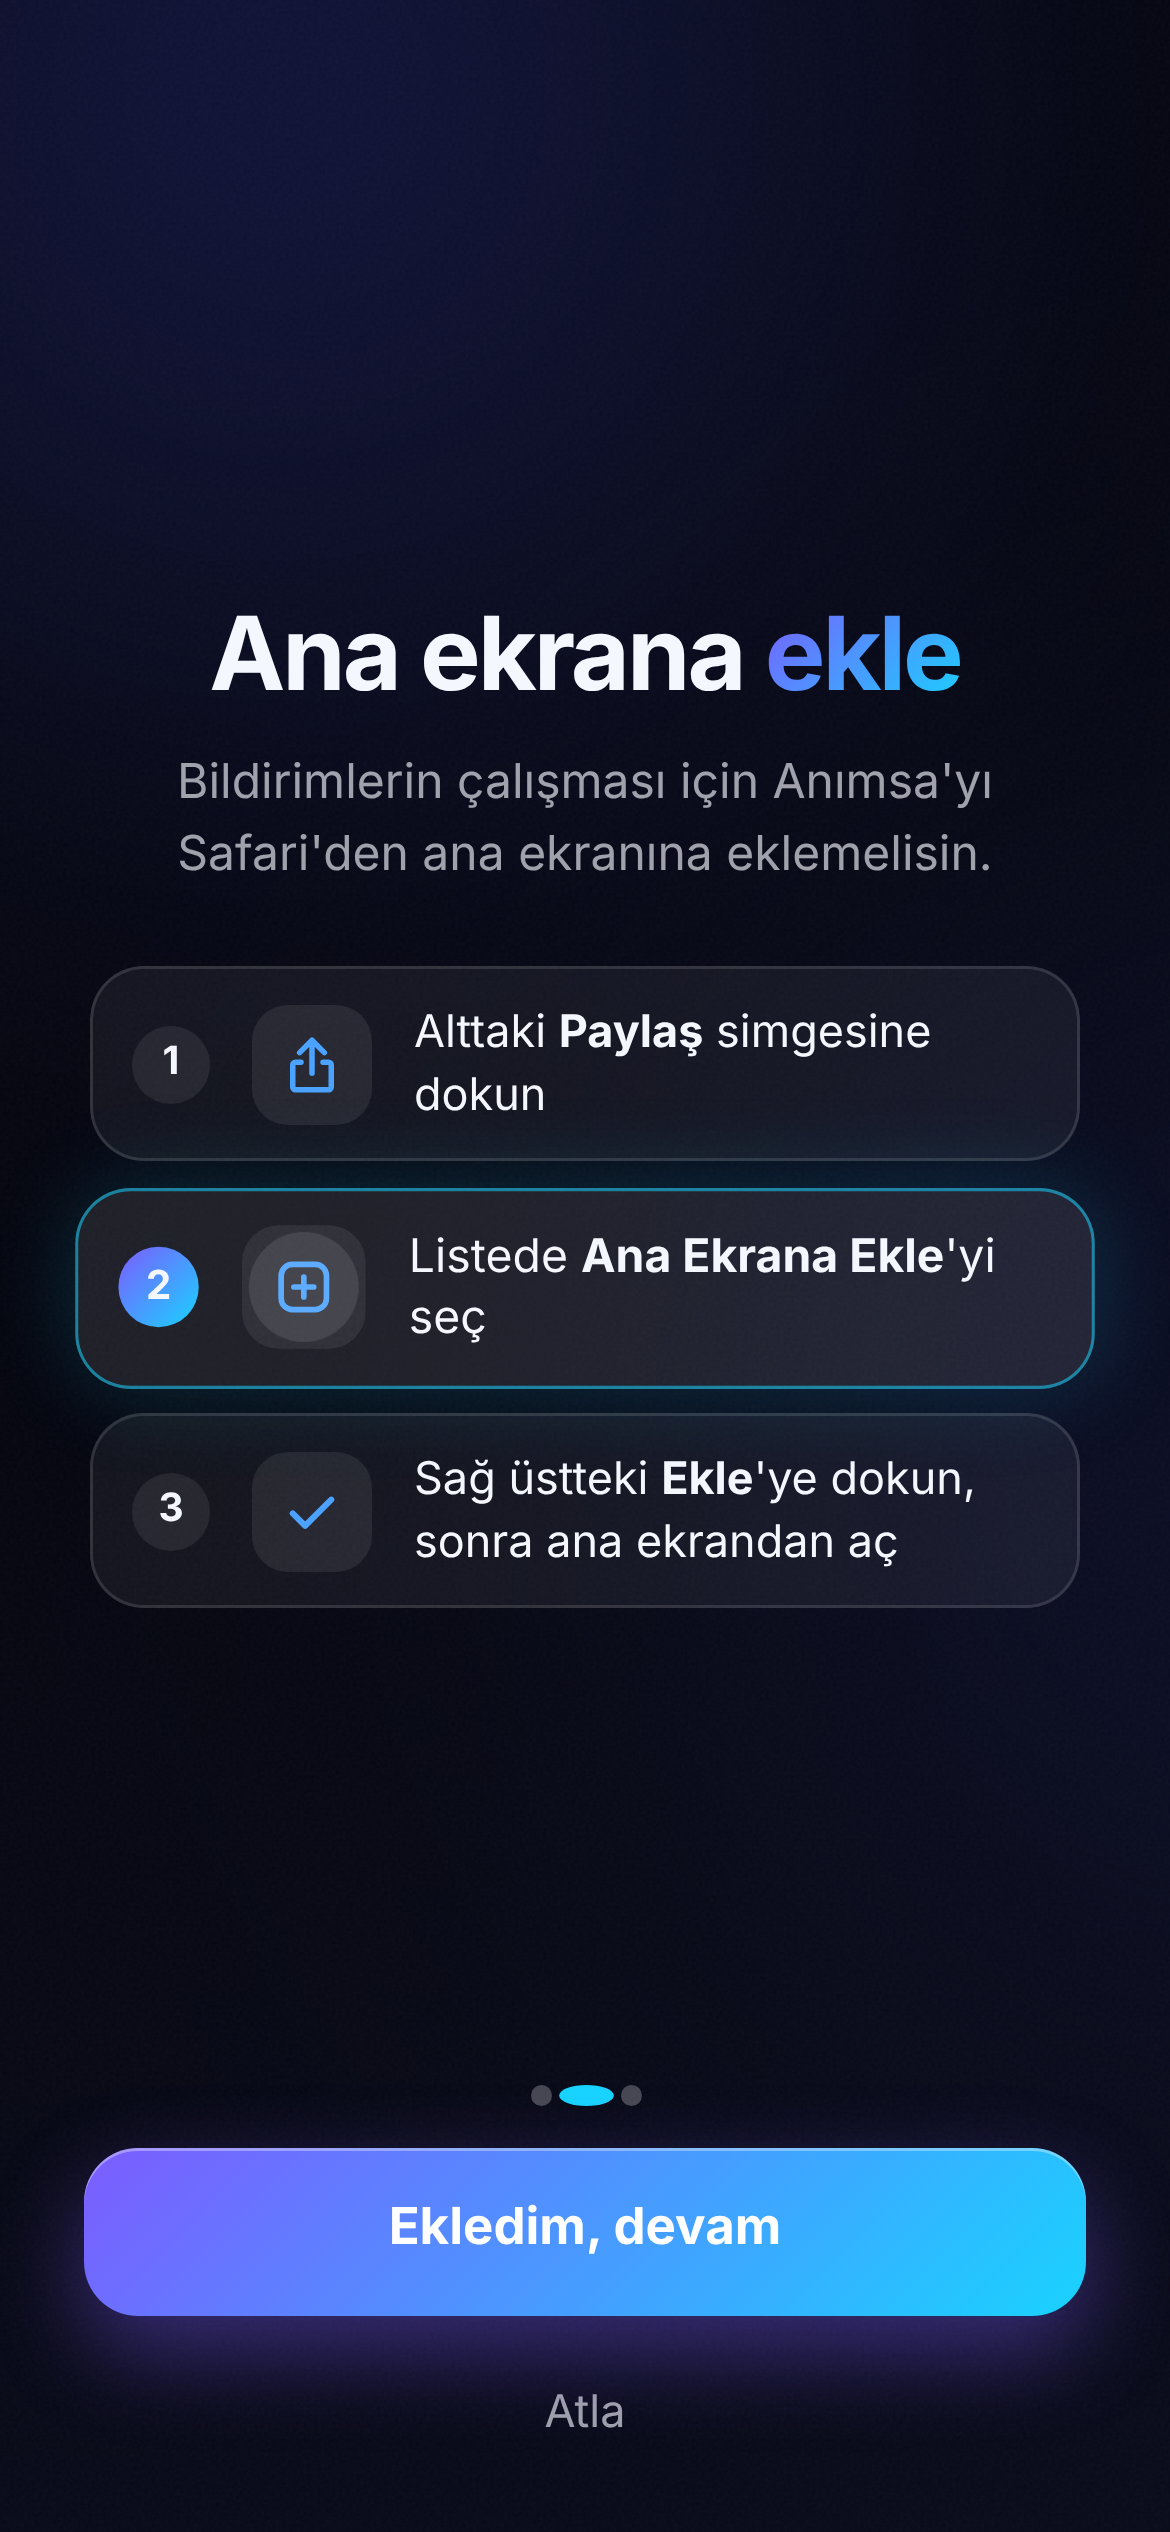 Ana ekrana ekle
Bildirimlerin çalışması için Anımsa'yı
Safari'den ana ekranına eklemelisin.
1
Alttaki Paylaş simgesine
dokun
2
Listede Ana Ekrana Ekle'yi
seç
3
Sağ üstteki Ekle'ye dokun,
sonra ana ekrandan aç
Ekledim, devam
Atla